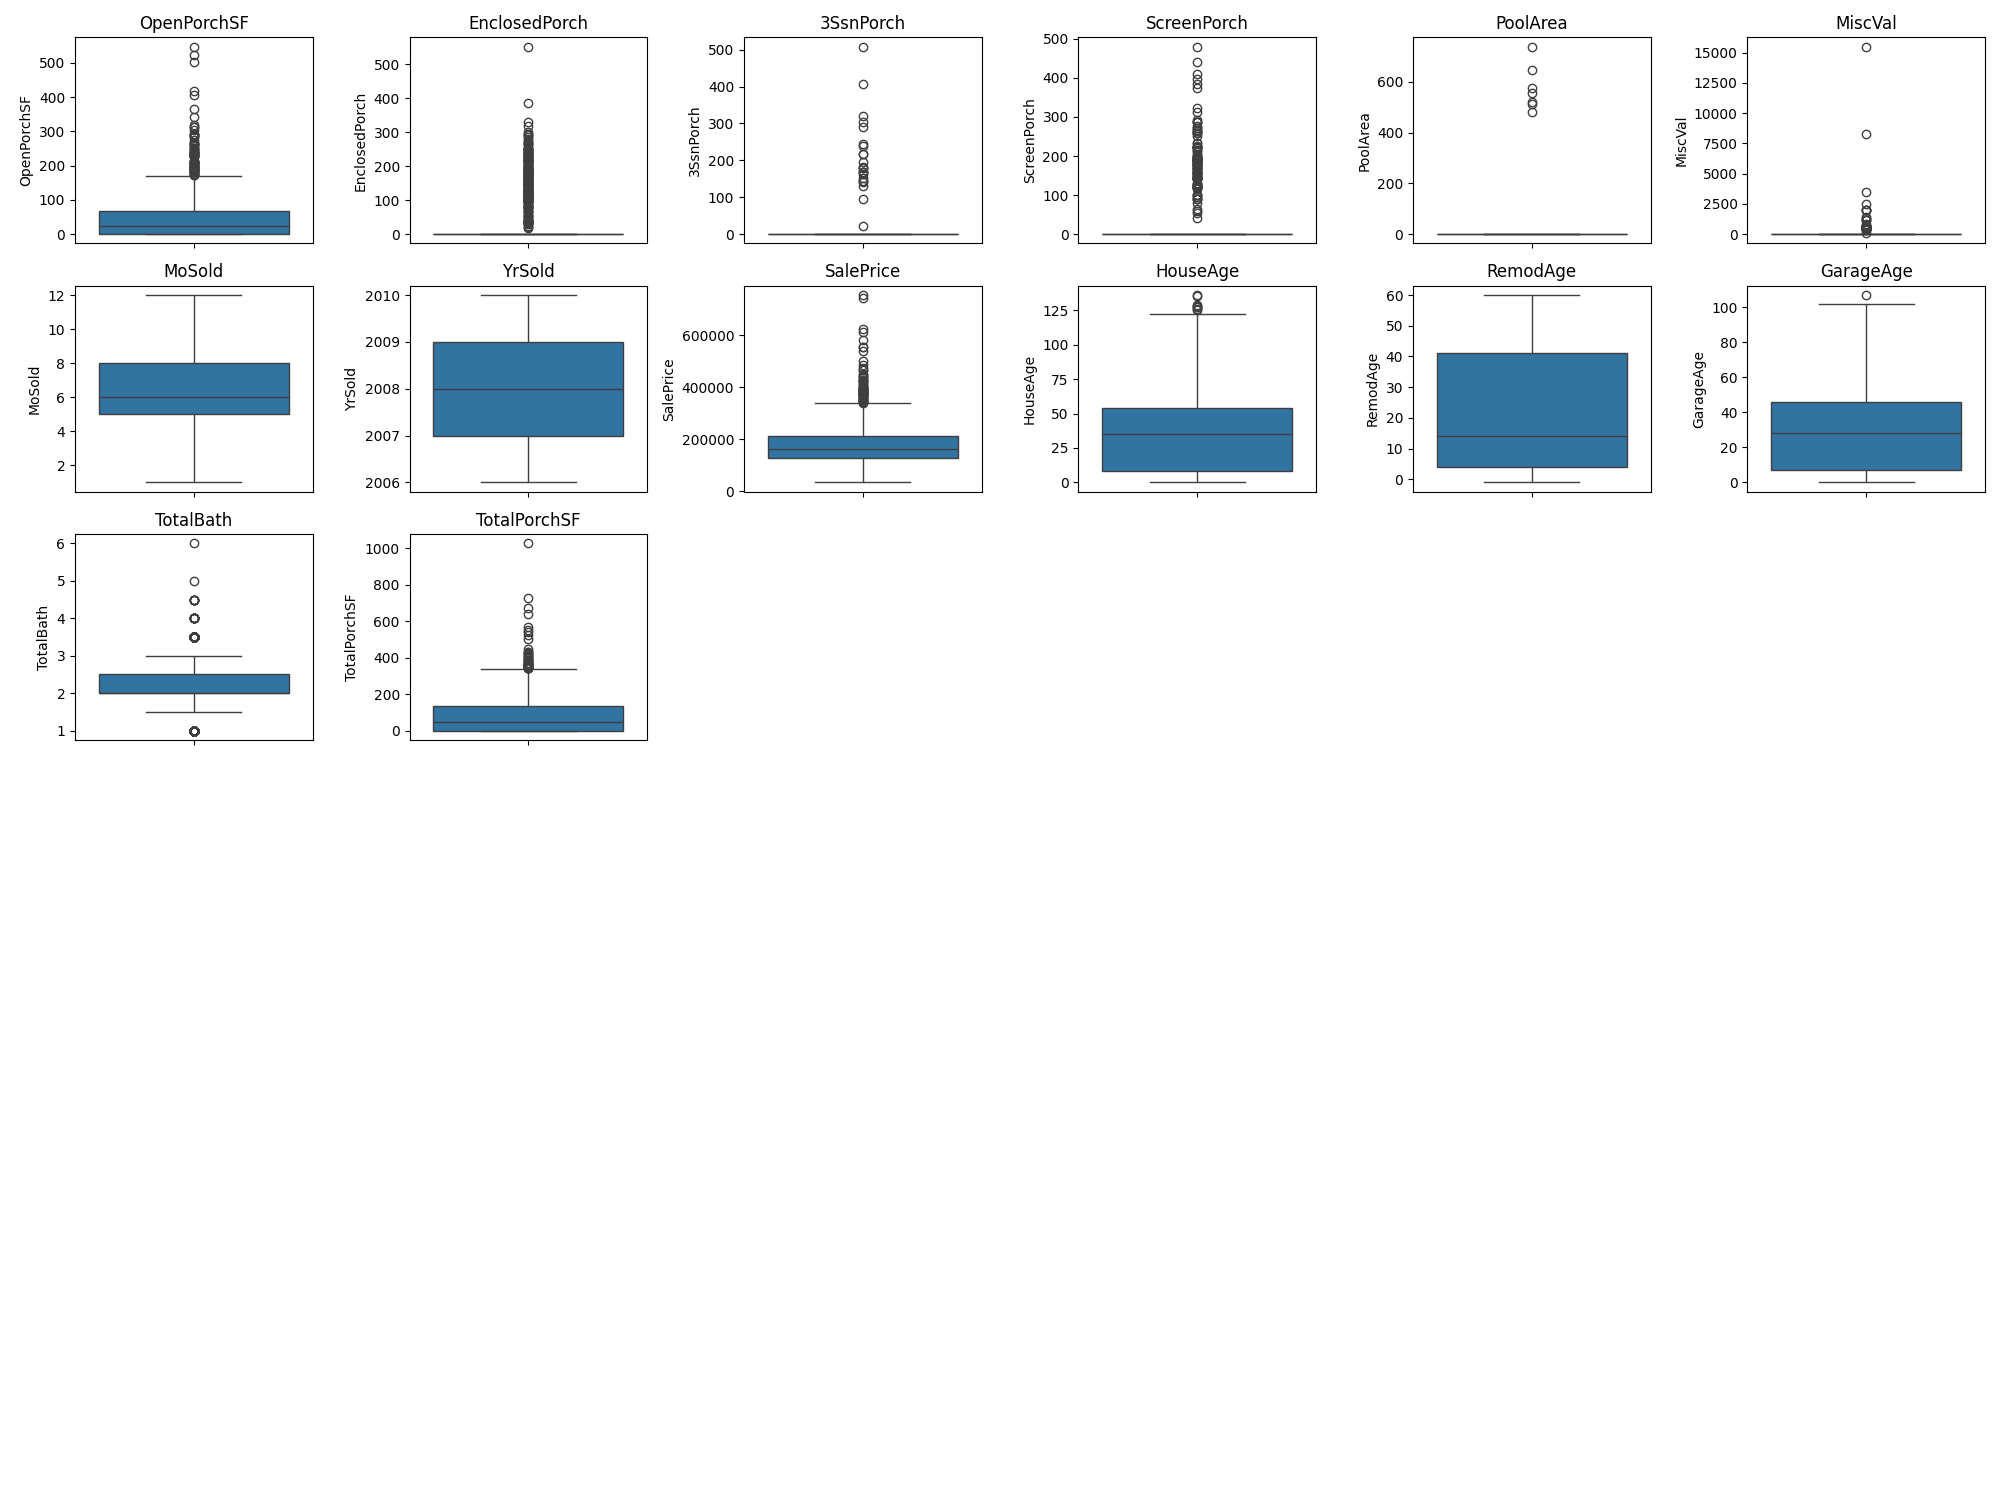 OpenPorchSF
EnclosedPorch
3SsnPorch
ScreenPorch
PoolArea
MiscVal
OpenPorchSF
500
400
300
200
100
0
EnclosedPorch
500
400
300
200
100
0
3SsnPorch
500
400
300
200
100
0
ScreenPorch
500
400
300
200
100
0
PoolArea
600
400
200
0
MiscVal
15000
12500
10000
7500
5000
2500
0
MoSold
YrSold
SalePrice
HouseAge
RemodAge
GarageAge
MoSold
12
10
8
6
4
2
YrSold
2010
2009
2008
2007
2006
SalePrice
600000
400000
200000
0
HouseAge
125
100
75
50
25
0
RemodAge
60
50
40
30
20
10
0
GarageAge
100
80
60
40
20
0
TotalBath
TotalPorchSF
TotalBath
6
5
4
3
2
1
TotalPorchSF
1000
800
600
400
200
0